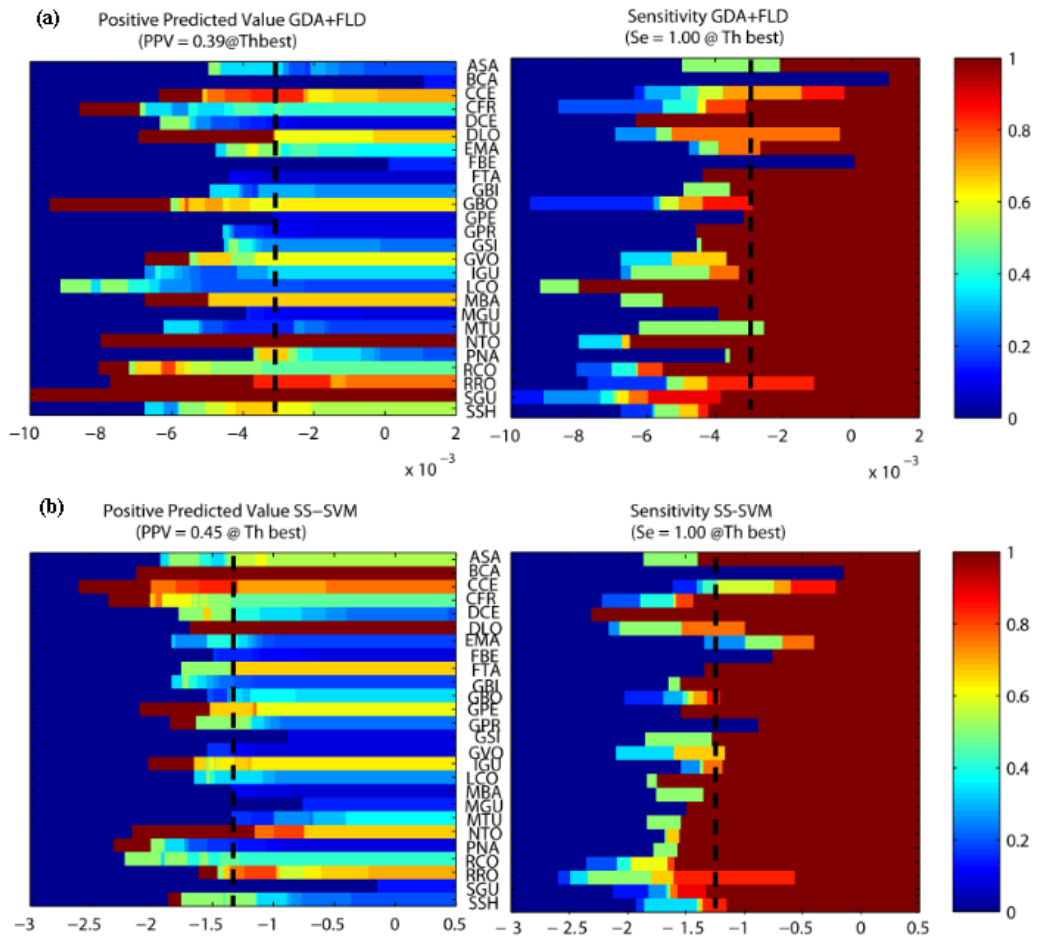 (a)
Positive Predicted Value GDA+FLD
(PPV = 0.39@Thbest)
Sensitivity GDA+FLD
(Se = 1.00 @ Th best)
ASA
BCA
CCE
CFR
DCE
DLO
EMA
FBE
FTA
GBI
GBO
GPE
GPR
GSI
GVO
IGU
LCO
MBA
MGU
MTU
NTO
PNA
RCO
RRO
SGU
SSH
1
0.8
0.6
0.4
0.2
0
−10 −8 −6 −4 −2 0 2
x 10⁻³
−10 −8 −6 −4 −2 0 2
x 10⁻³
(b)
Positive Predicted Value SS−SVM
(PPV = 0.45 @ Th best)
Sensitivity SS-SVM
(Se = 1.00 @Th best)
ASA
BCA
CCE
CFR
DCE
DLO
EMA
FBE
FTA
GBI
GBO
GPE
GPR
GSI
GVO
IGU
LCO
MBA
MGU
MTU
NTO
PNA
RCO
RRO
SGU
SSH
1
0.8
0.6
0.4
0.2
0
−3 −2.5 −2 −1.5 −1 −0.5 0 0.5
−3 −2.5 −2 −1.5 −1 −0.5 0 0.5